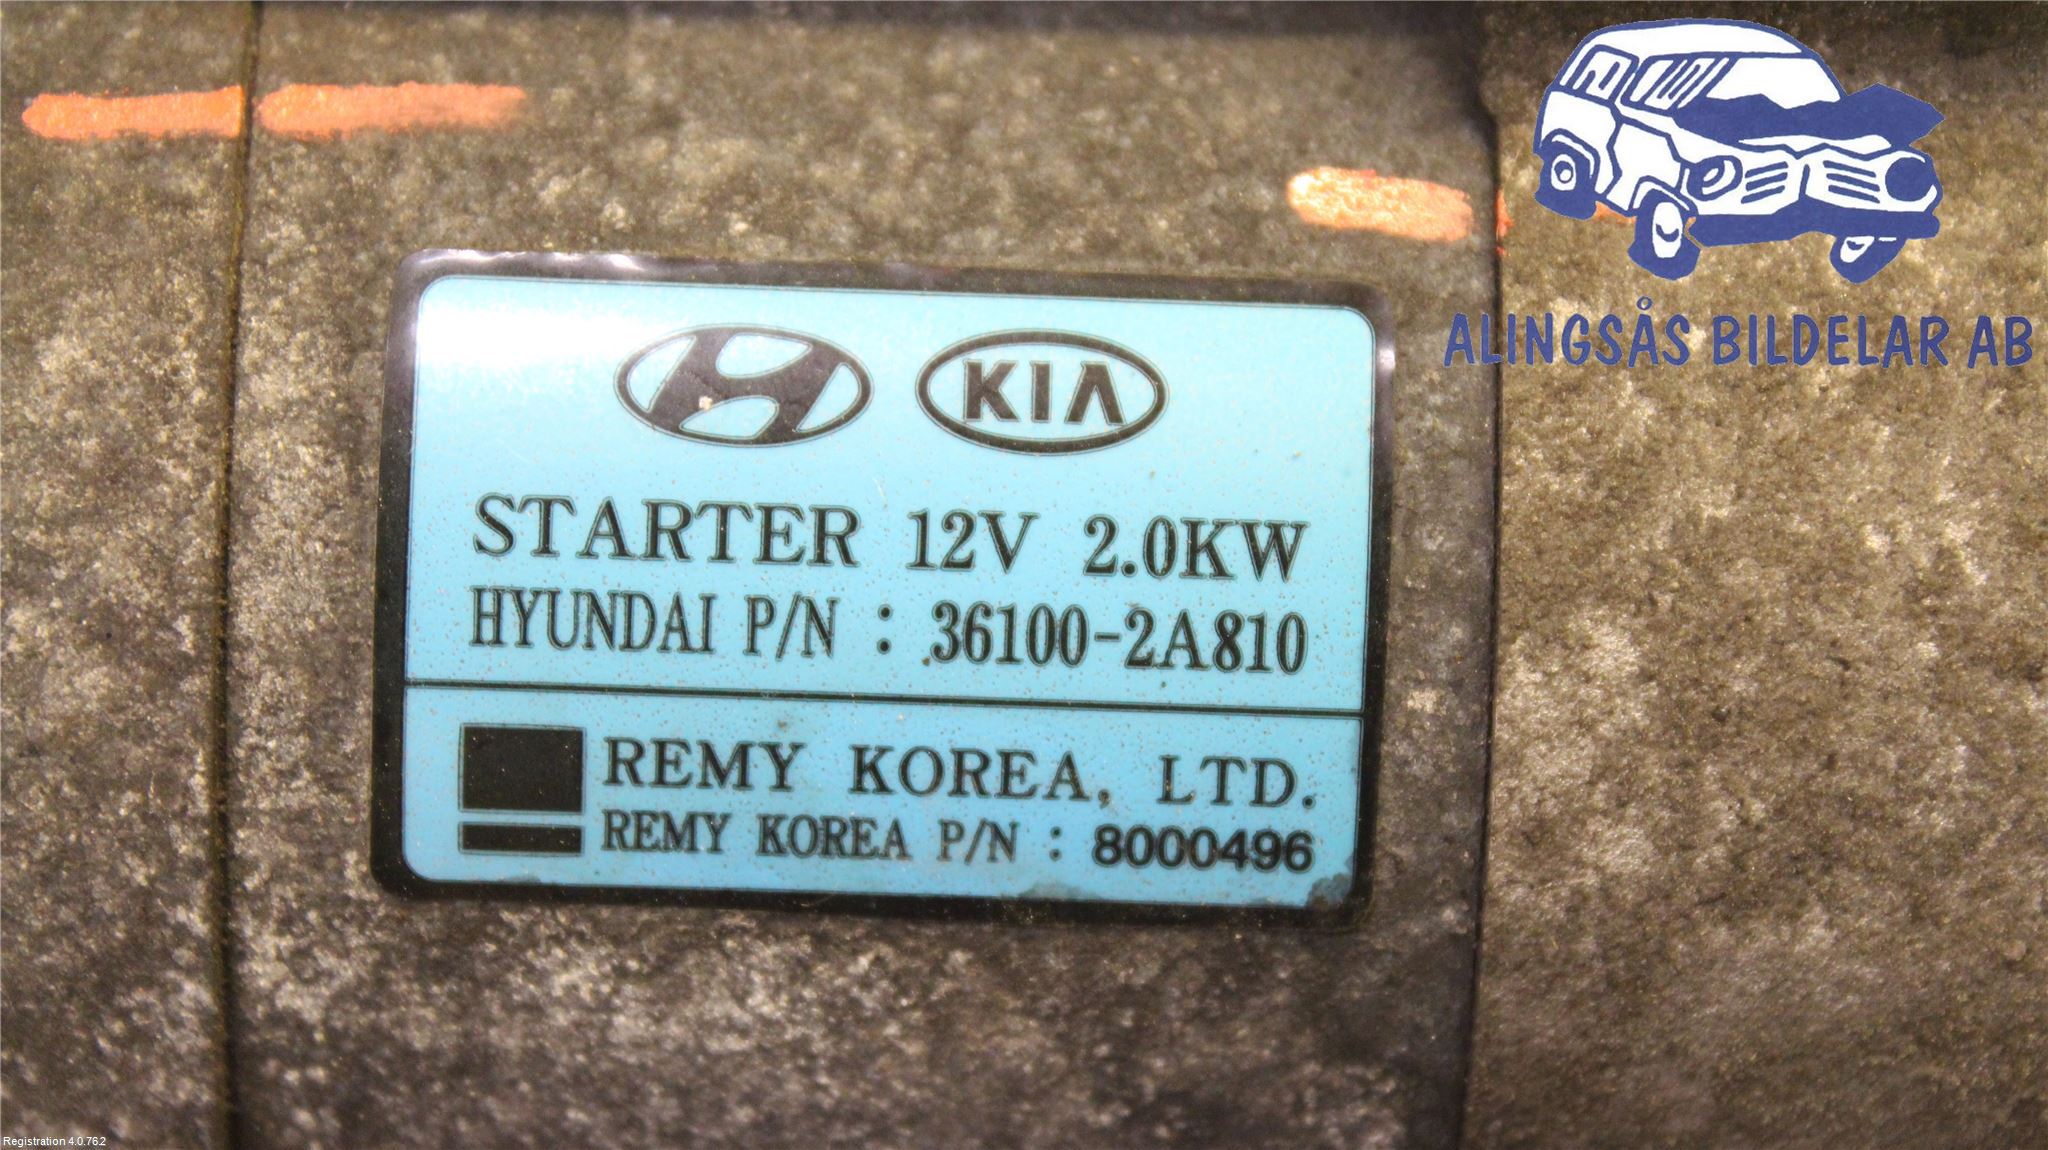 ALINGSÅS BILDELAR AB
KIA
STARTER 12V 2.0KW
HYUNDAI P/N : 36100-2A810
REMY KOREA, LTD.
REMY KOREA P/N : 8000496
Registration 4.0.762